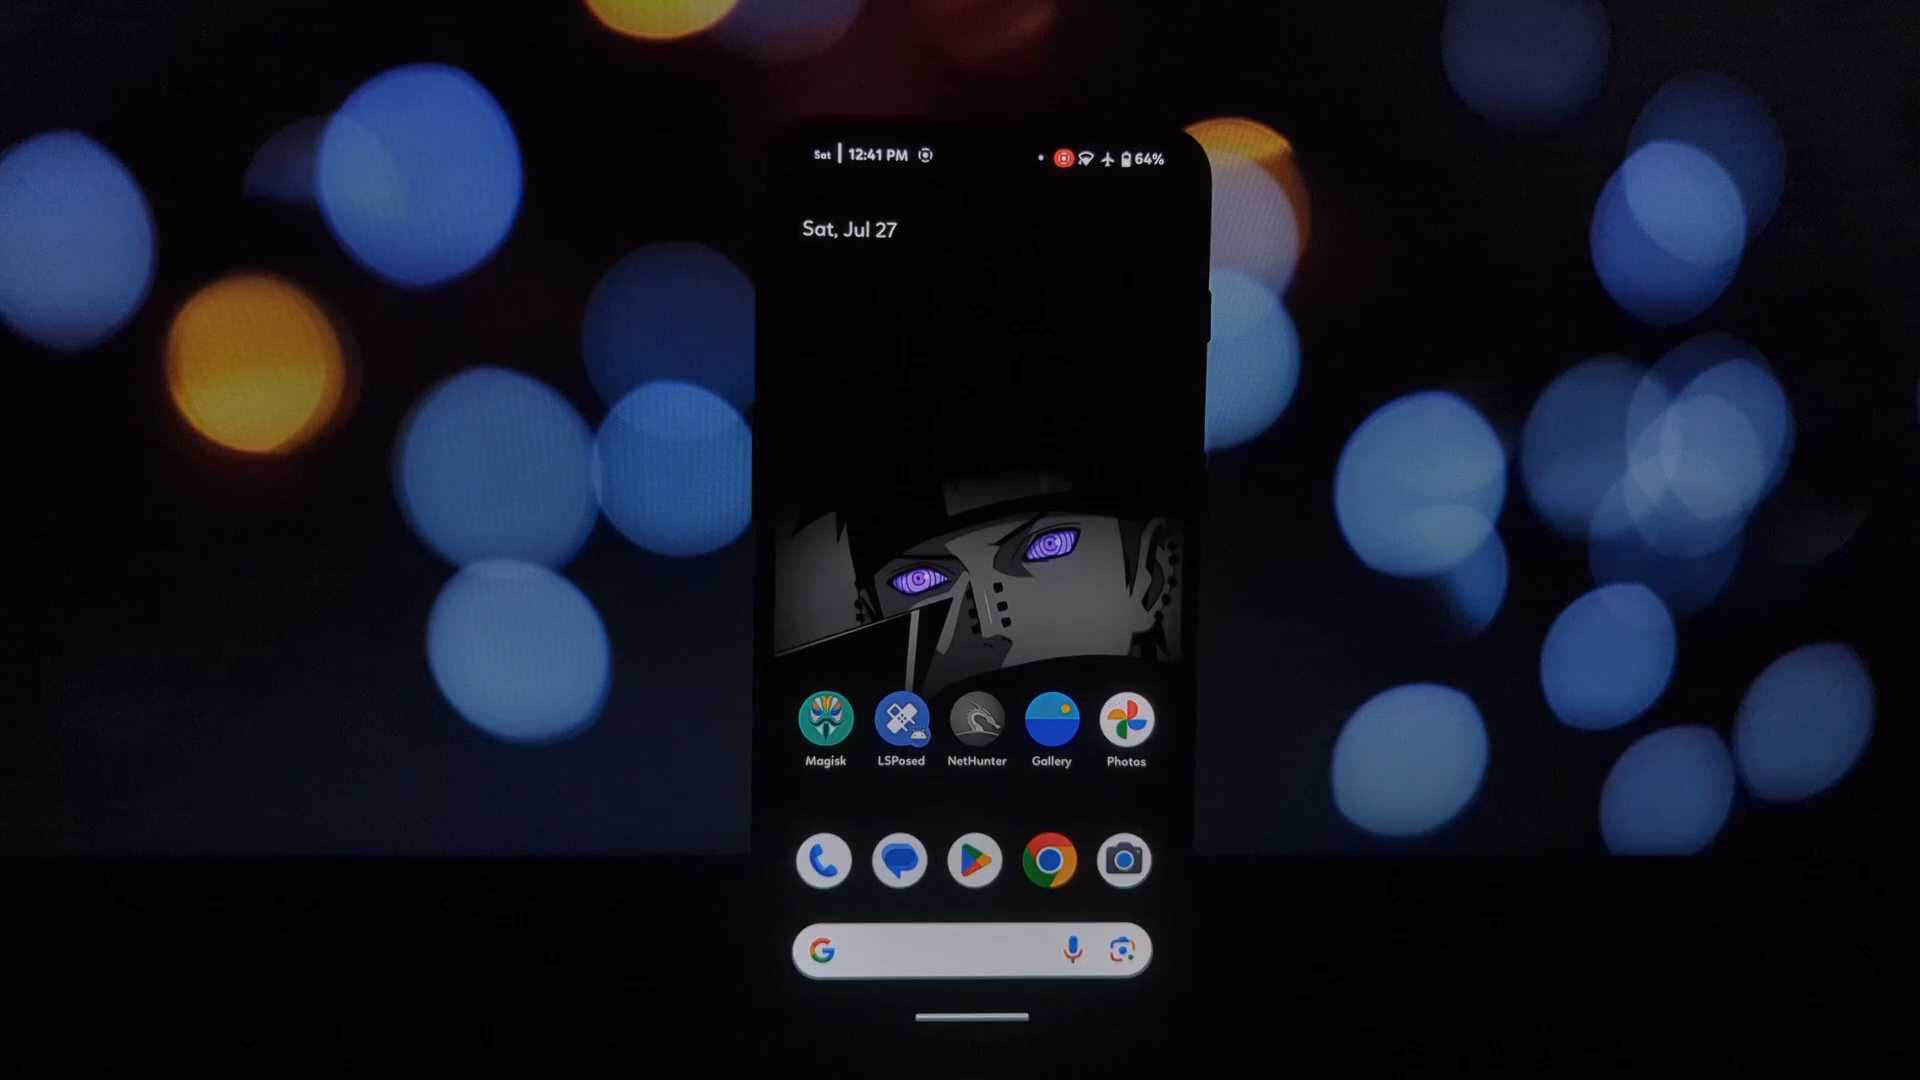 Sat 12:41 PM 64%
Sat, Jul 27
Magisk LSPosed NetHunter Gallery Photos